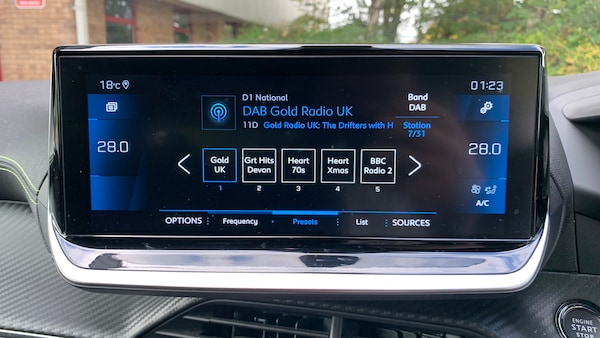 18°C
01:23
D1 National
DAB Gold Radio UK
11D Gold Radio UK: The Drifters with H
Band
DAB
Station
7/31
28.0
28.0
Gold
UK
Grt Hits
Devon
Heart
70s
Heart
Xmas
BBC
Radio 2
1 2 3 4 5
A/C
OPTIONS Frequency Presets List SOURCES
ENGINE
START
STOP